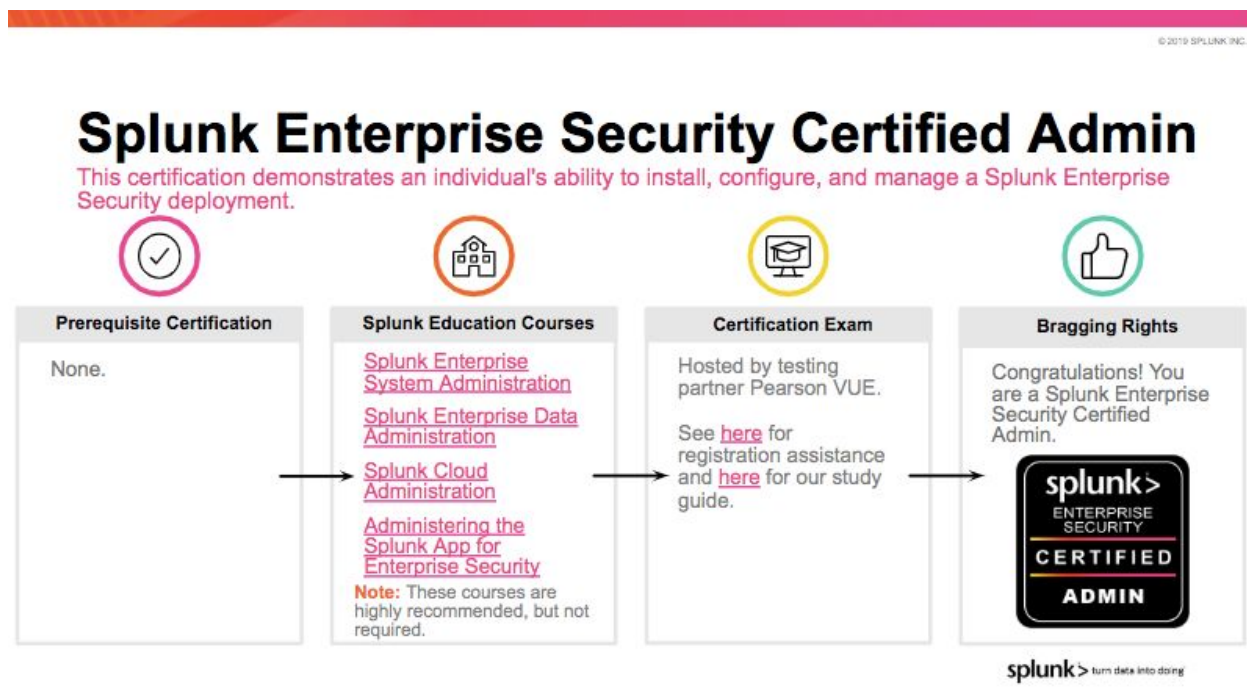 © 2019 SPLUNK INC.
Splunk Enterprise Security Certified Admin
This certification demonstrates an individual's ability to install, configure, and manage a Splunk Enterprise
Security deployment.
Prerequisite Certification
None.
Splunk Education Courses
Splunk Enterprise
System Administration
Splunk Enterprise Data
Administration
Splunk Cloud
Administration
Administering the
Splunk App for
Enterprise Security
Note: These courses are
highly recommended, but not
required.
Certification Exam
Hosted by testing
partner Pearson VUE.
See here for
registration assistance
and here for our study
guide.
Bragging Rights
Congratulations! You
are a Splunk Enterprise
Security Certified
Admin.
splunk>
ENTERPRISE
SECURITY
CERTIFIED
ADMIN
splunk> turn data into doing